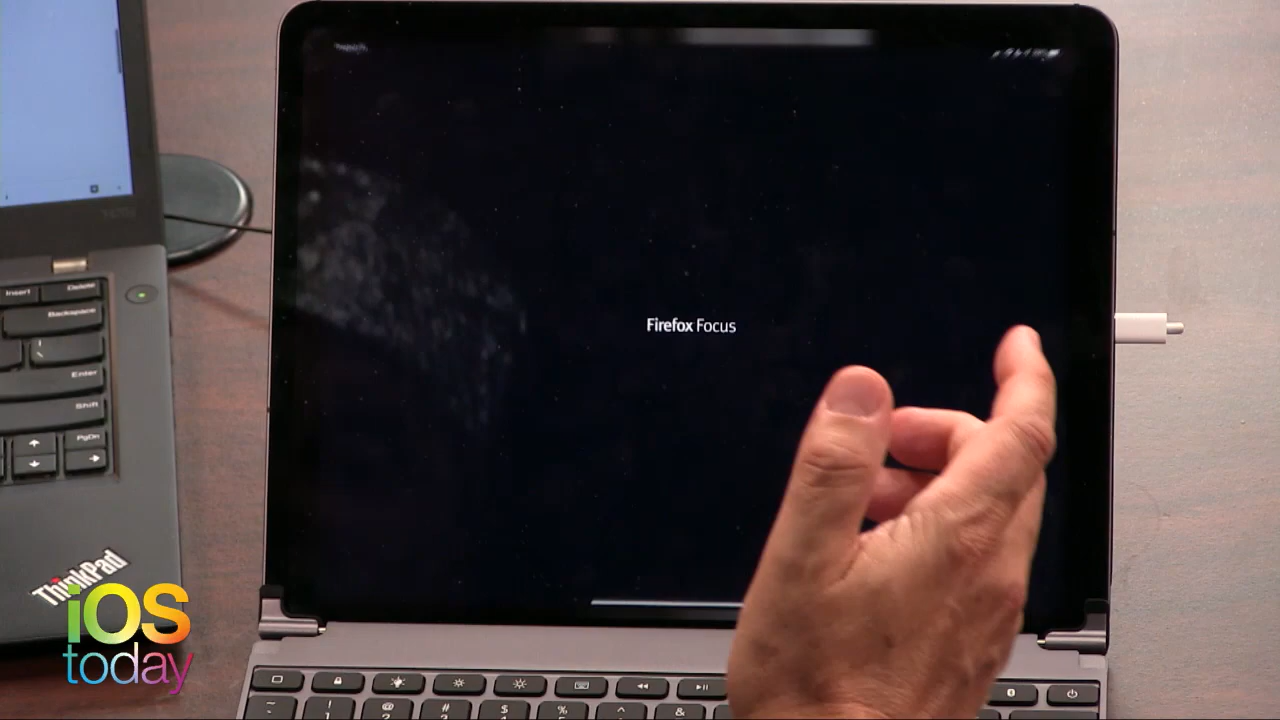 Firefox Focus
Insert
Delete
Backspace
Enter
Shift
PgDn
ThinkPad
iOS
today
~
!
@
#
$
%
^
&